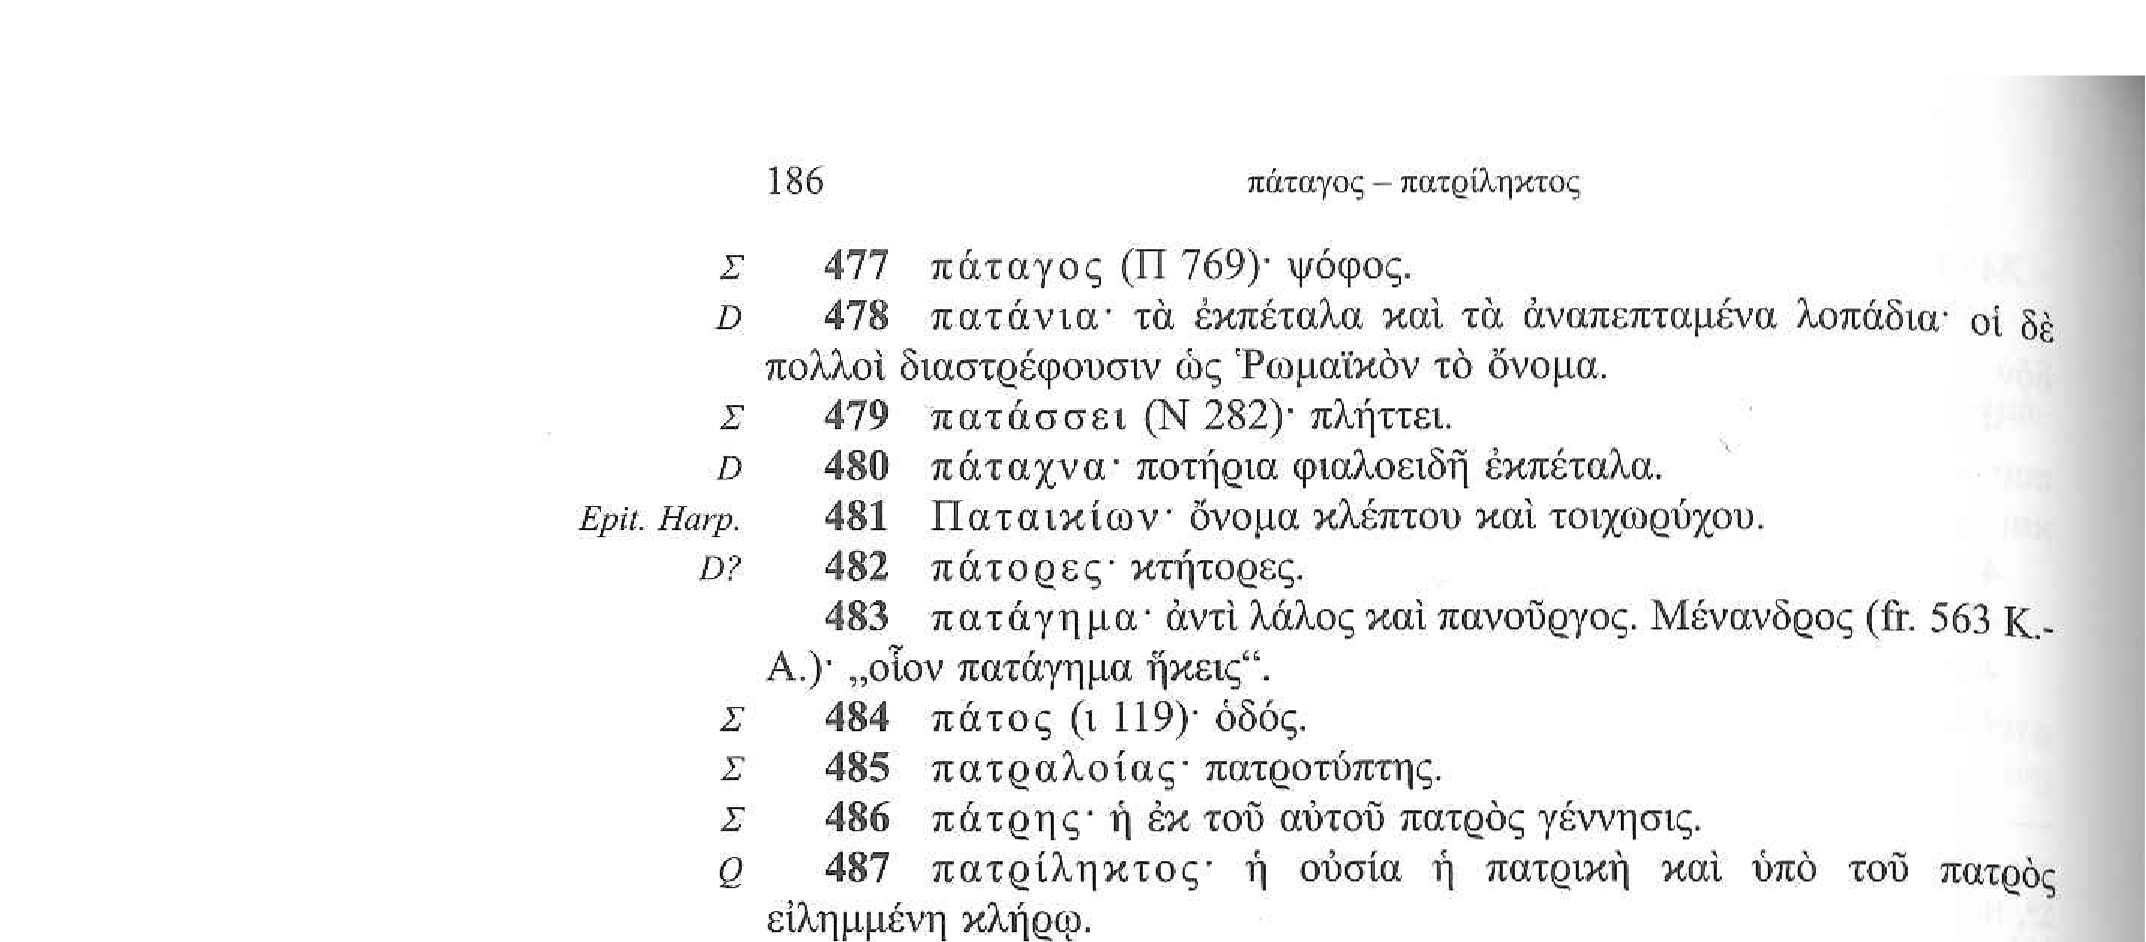 186 πάταγος – πατρίληκτος
Σ 477 πάταγος (Π 769)· ψόφος.
D 478 πατάνια· τὰ ἐκπέταλα καὶ τὰ ἀναπεπταμένα λοπάδια· οἱ δὲ
πολλοὶ διαστρέφουσιν ὡς Ῥωμαϊκὸν τὸ ὄνομα.
Σ 479 πατάσσει (Ν 282)· πλήττει.
D 480 πάταχνα· ποτήρια φιαλοειδῆ ἐκπέταλα.
Epit. Harp. 481 Παταικίων· ὄνομα κλέπτου καὶ τοιχωρύχου.
D? 482 πάτορες· κτήτορες.
483 πατάγημα· ἀντὶ λάλος καὶ πανοῦργος. Μένανδρος (fr. 563 K.-
A.)· „οἷον πατάγημα ἥκεις“.
Σ 484 πάτος (ι 119)· ὁδός.
Σ 485 πατραλοίας· πατροτύπτης.
Σ 486 πάτρης· ἡ ἐκ τοῦ αὐτοῦ πατρὸς γέννησις.
Q 487 πατρίληκτος· ἡ οὐσία ἡ πατρικὴ καὶ ὑπὸ τοῦ πατρὸς
εἰλημμένη κλήρῳ.